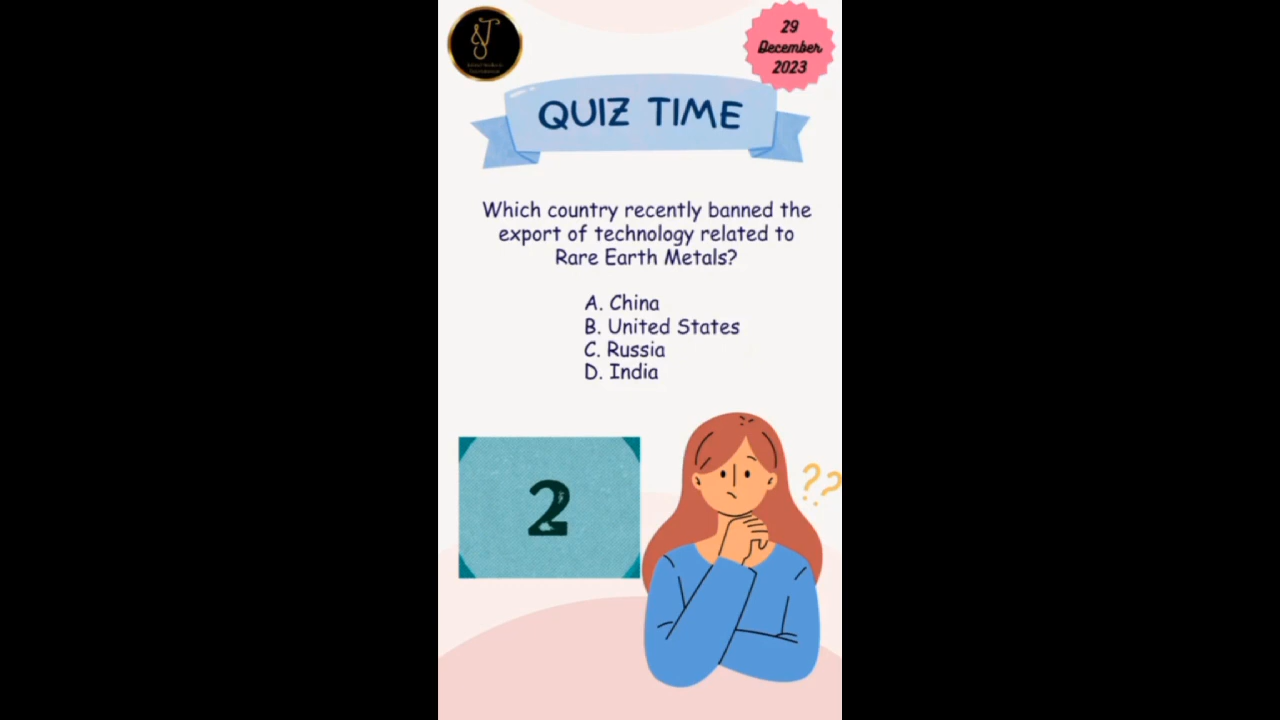 29
December
2023
QUIZ TIME
Which country recently banned the
export of technology related to
Rare Earth Metals?
A. China
B. United States
C. Russia
D. India
2
??